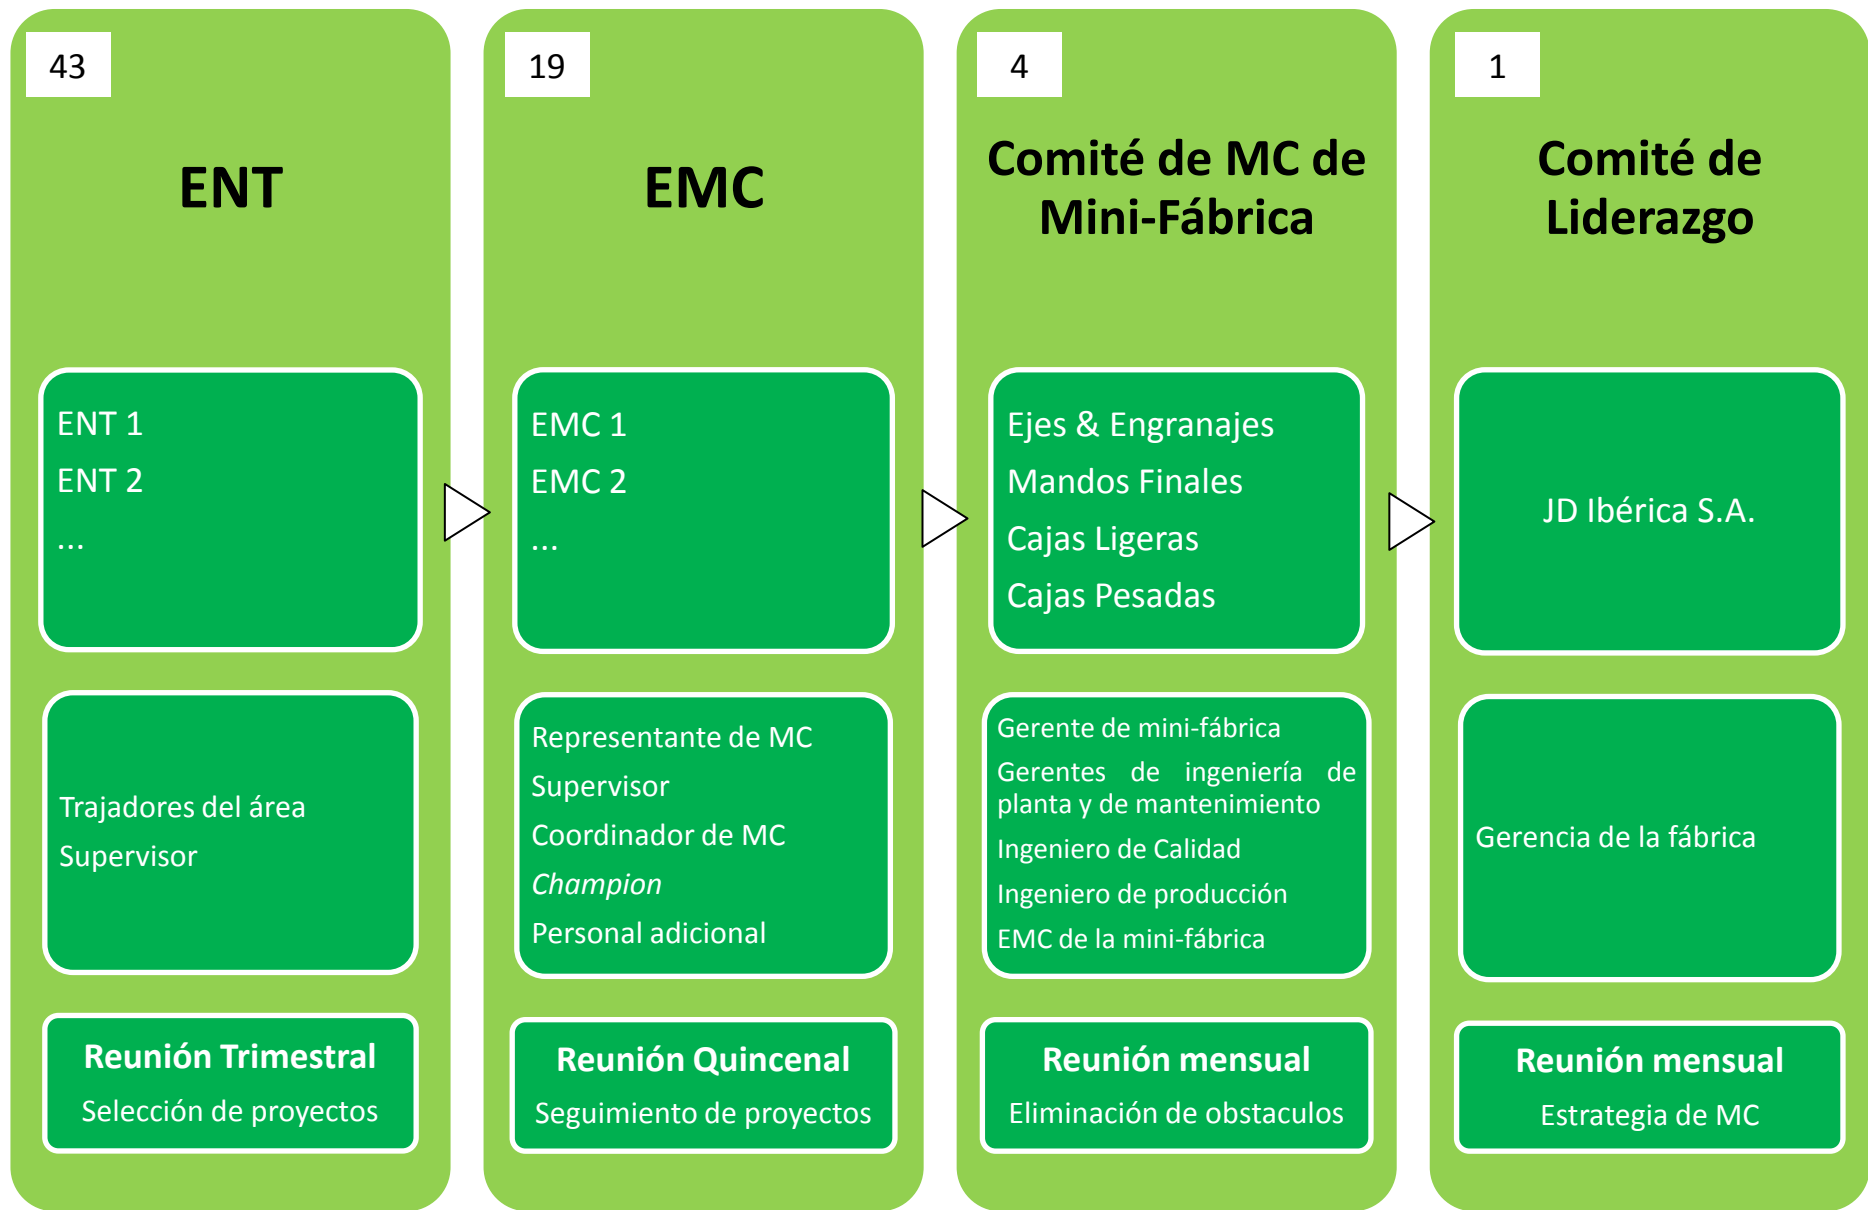 43
ENT
ENT 1
ENT 2
...
Trajadores del área
Supervisor
Reunión Trimestral
Selección de proyectos
19
EMC
EMC 1
EMC 2
...
Representante de MC
Supervisor
Coordinador de MC
Champion
Personal adicional
Reunión Quincenal
Seguimiento de proyectos
4
Comité de MC de
Mini-Fábrica
Ejes & Engranajes
Mandos Finales
Cajas Ligeras
Cajas Pesadas
Gerente de mini-fábrica
Gerentes de ingeniería de
planta y de mantenimiento
Ingeniero de Calidad
Ingeniero de producción
EMC de la mini-fábrica
Reunión mensual
Eliminación de obstaculos
1
Comité de
Liderazgo
JD Ibérica S.A.
Gerencia de la fábrica
Reunión mensual
Estrategia de MC